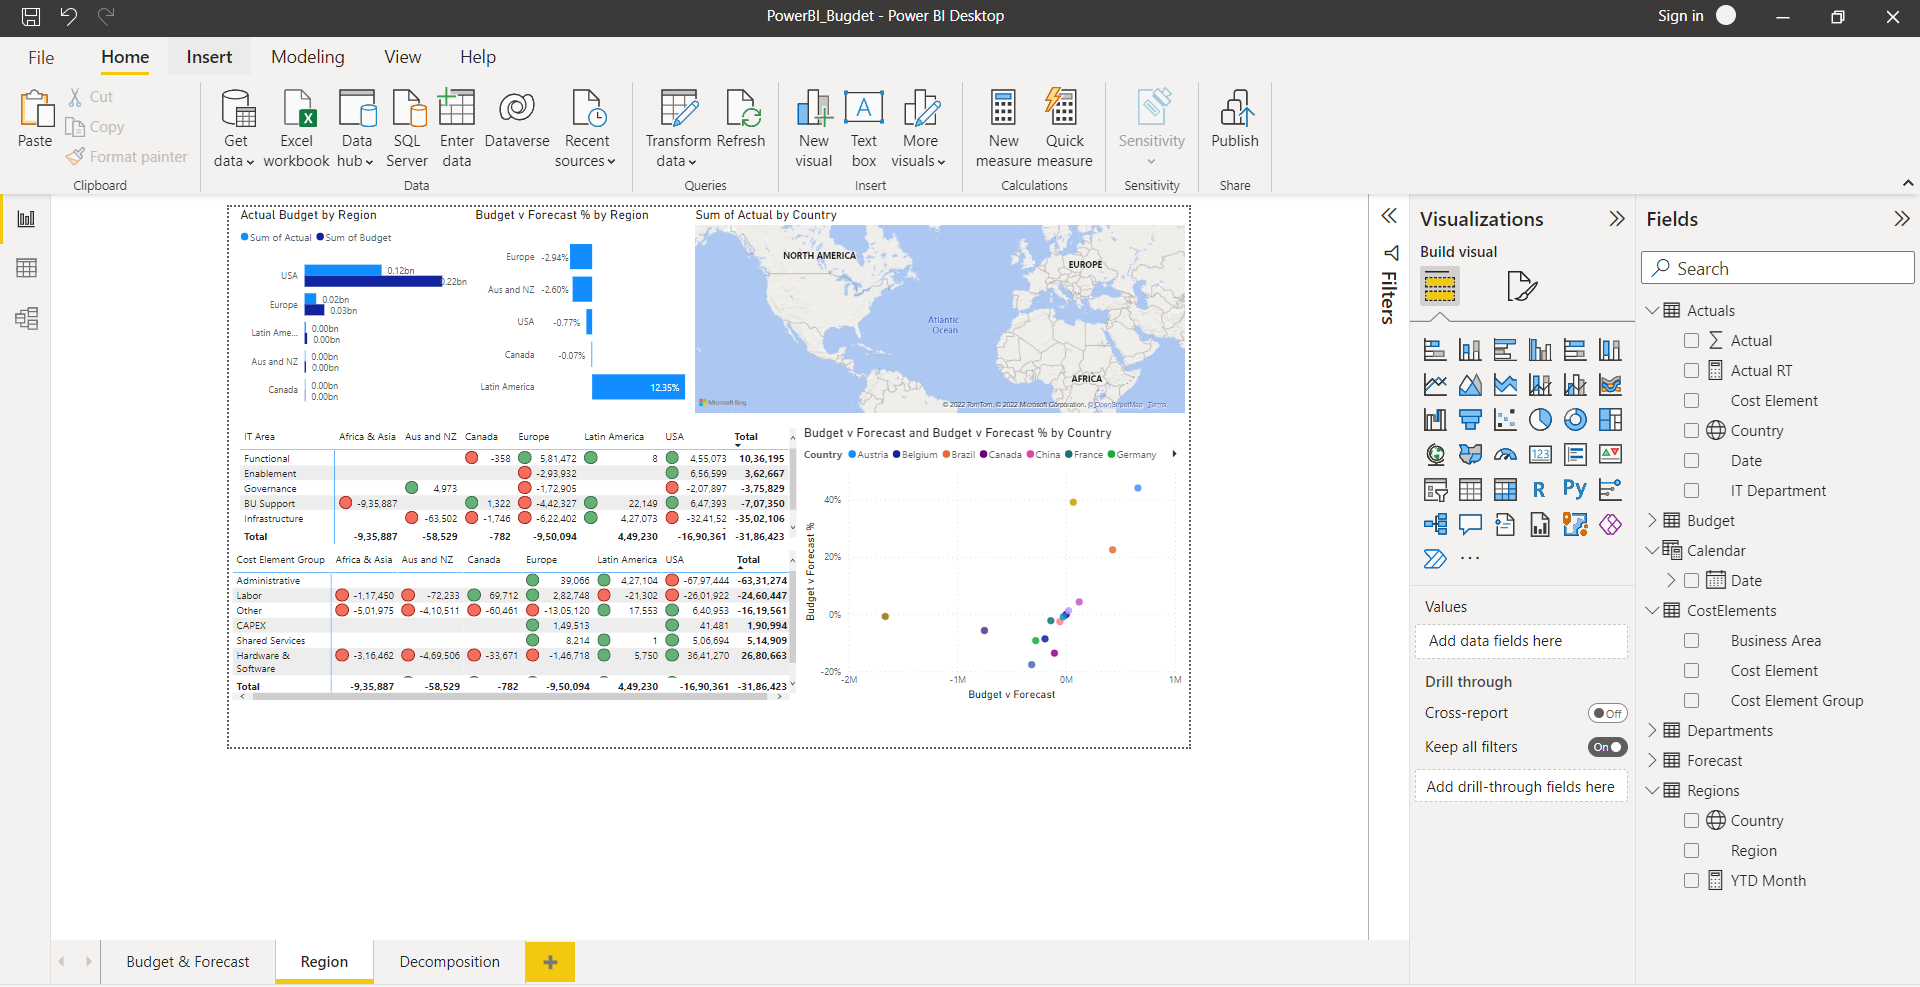 PowerBI_Bugdet - Power BI Desktop
Sign in
File Home Insert Modeling View Help
Paste
Cut
Copy
Format painter
Clipboard
Get data
Excel workbook
Data hub
SQL Server
Enter data
Dataverse
Recent sources
Data
Transform data
Refresh
Queries
New visual
Text box
More visuals
Insert
New measure
Quick measure
Calculations
Sensitivity
Sensitivity
Publish
Share
Actual Budget by Region
Sum of Actual Sum of Budget
USA 0.12bn
0.22bn
Europe 0.02bn
0.03bn
Latin Ame... 0.00bn
0.00bn
Aus and NZ 0.00bn
0.00bn
Canada 0.00bn
0.00bn
Budget v Forecast % by Region
Europe -2.94%
Aus and NZ -2.60%
USA -0.77%
Canada -0.07%
Latin America 12.35%
Sum of Actual by Country
NORTH AMERICA
EUROPE
Atlantic
Ocean
AFRICA
Microsoft Bing
© 2022 TomTom, © 2022 Microsoft Corporation, © OpenStreetMap Terms
IT Area Africa & Asia Aus and NZ Canada Europe Latin America USA Total
Functional -358 5,81,472 8 4,55,073 10,36,195
Enablement -2,93,932 6,56,599 3,62,667
Governance 4,973 -1,72,905 -2,07,897 -3,75,829
BU Support -9,35,887 1,322 -4,42,327 22,149 6,47,393 -7,07,350
Infrastructure -63,502 -1,746 -6,22,402 4,27,073 -32,41,52 -35,02,106
Total -9,35,887 -58,529 -782 -9,50,094 4,49,230 -16,90,361 -31,86,423
Cost Element Group Africa & Asia Aus and NZ Canada Europe Latin America USA Total
Administrative 39,066 4,27,104 -67,97,444 -63,31,274
Labor -1,17,450 -72,233 69,712 2,82,748 -21,302 -26,01,922 -24,60,447
Other -5,01,975 -4,10,511 -60,461 -13,05,120 17,553 6,40,953 -16,19,561
CAPEX 1,49,513 41,481 1,90,994
Shared Services 8,214 1 5,06,694 5,14,909
Hardware & -3,16,462 -4,69,506 -33,671 -1,46,718 5,750 36,41,270 26,80,663
Software
Total -9,35,887 -58,529 -782 -9,50,094 4,49,230 -16,90,361 -31,86,423
Budget v Forecast and Budget v Forecast % by Country
Country Austria Belgium Brazil Canada China France Germany
Budget v Forecast %
40%
20%
0%
-20%
-2M -1M 0M 1M
Budget v Forecast
Filters
Visualizations
Build visual
123
R Py
...
Values
Add data fields here
Drill through
Cross-report Off
Keep all filters On
Add drill-through fields here
Fields
Search
Actuals
Actual
Actual RT
Cost Element
Country
Date
IT Department
Budget
Calendar
Date
CostElements
Business Area
Cost Element
Cost Element Group
Departments
Forecast
Regions
Country
Region
YTD Month
Budget & Forecast Region Decomposition +